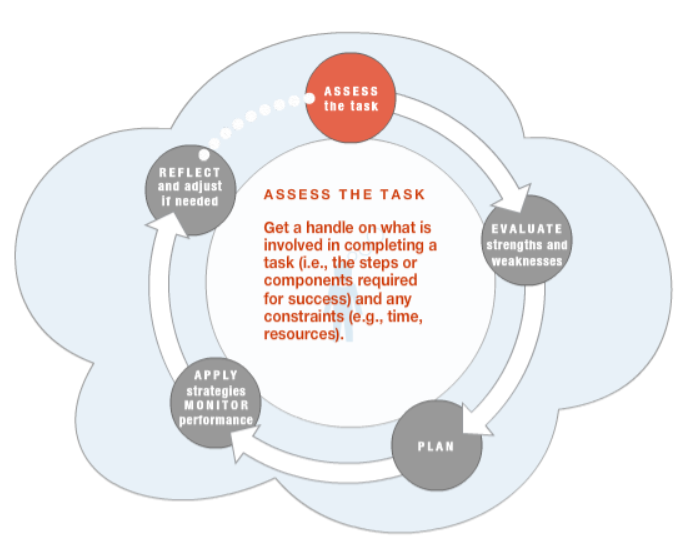 ASSESS
the task
REFLECT
and adjust
if needed
ASSESS THE TASK
Get a handle on what is
involved in completing a
task (i.e., the steps or
components required
for success) and any
constraints (e.g., time,
resources).
EVALUATE
strengths and
weaknesses
APPLY
strategies
MONITOR
performance
PLAN